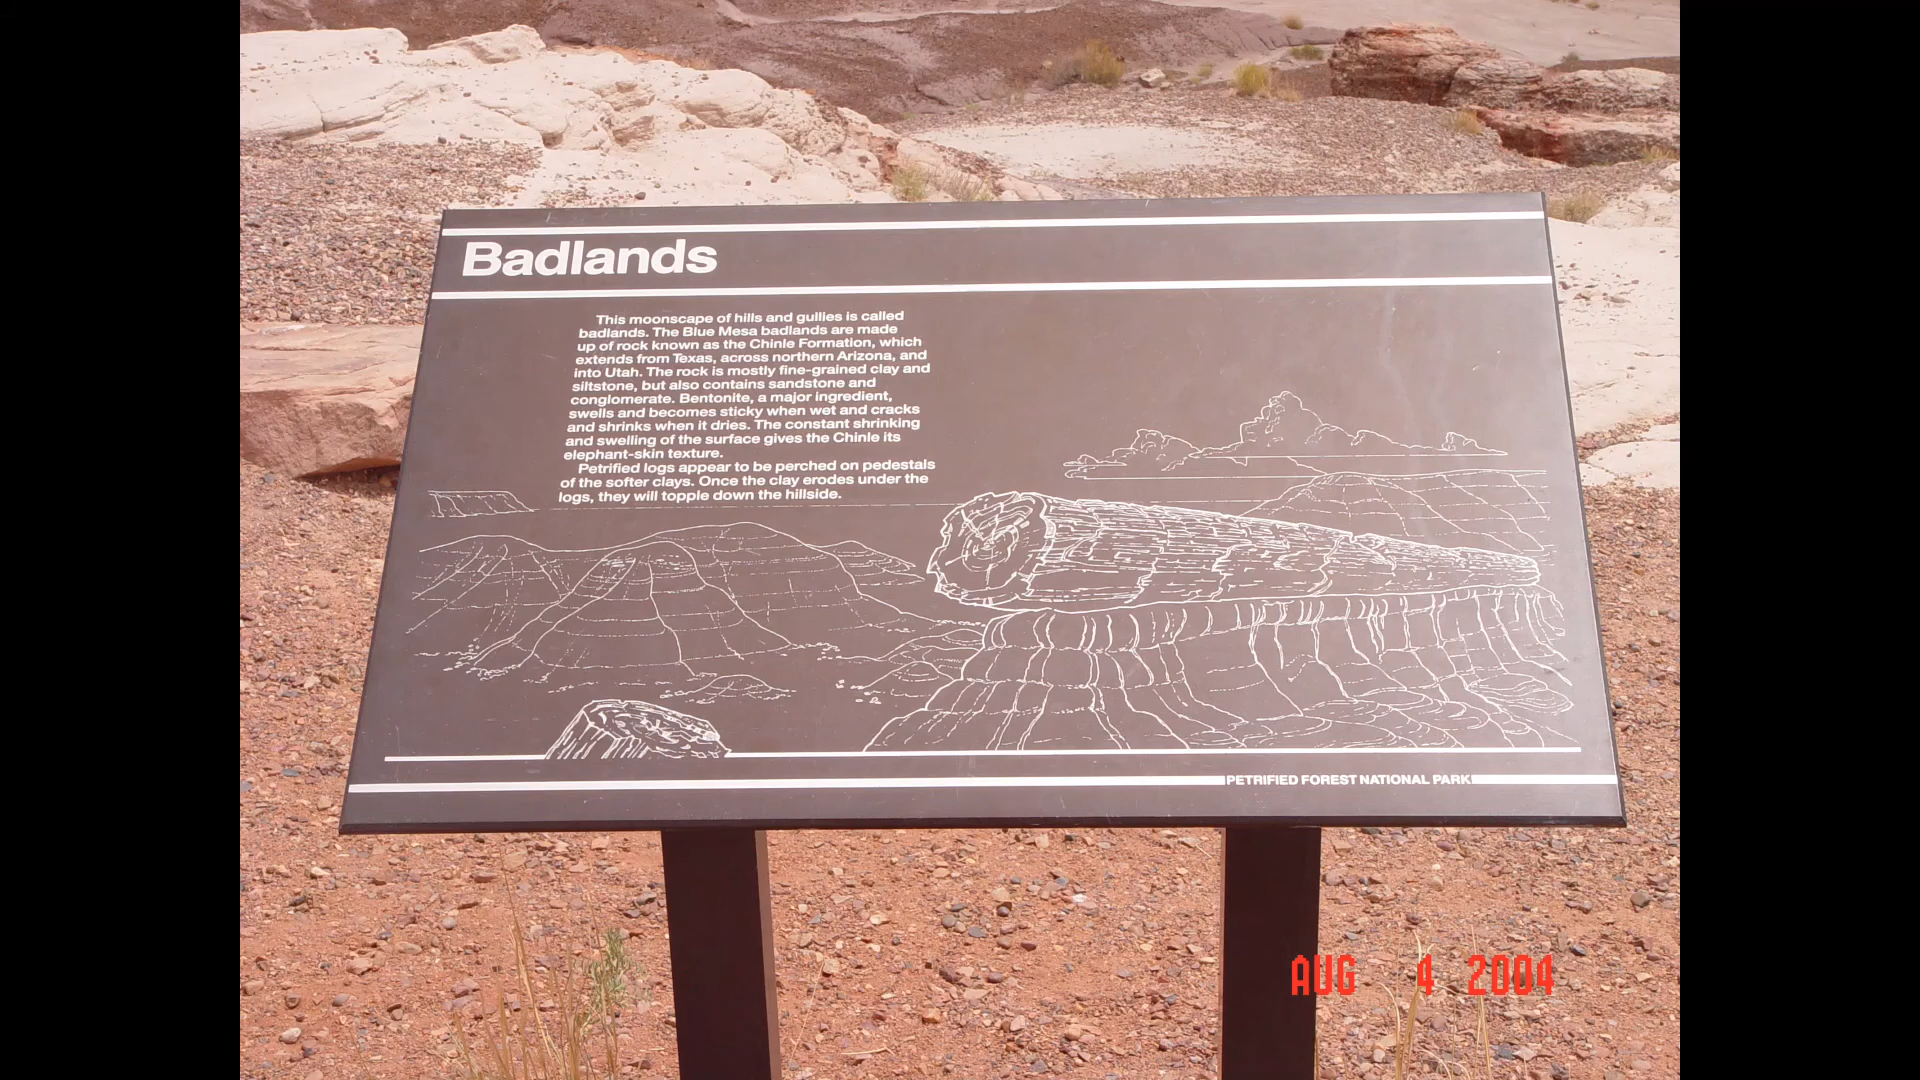 Badlands
This moonscape of hills and gullies is called
badlands. The Blue Mesa badlands are made
up of rock known as the Chinle Formation, which
extends from Texas, across northern Arizona, and
into Utah. The rock is mostly fine-grained clay and
siltstone, but also contains sandstone and
conglomerate. Bentonite, a major ingredient,
swells and becomes sticky when wet and cracks
and shrinks when it dries. The constant shrinking
and swelling of the surface gives the Chinle its
elephant-skin texture.
Petrified logs appear to be perched on pedestals
of the softer clays. Once the clay erodes under the
logs, they will topple down the hillside.
PETRIFIED FOREST NATIONAL PARK
AUG 4 2004